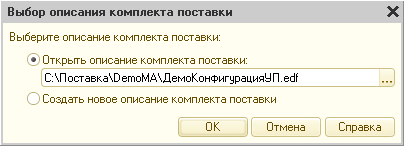 Выбор описания комплекта поставки
Выберите описание комплекта поставки:
Открыть описание комплекта поставки:
C:\Поставка\DemoMA\ДемоКонфигурацияУП.edf
...
Создать новое описание комплекта поставки
OK
Отмена
Справка